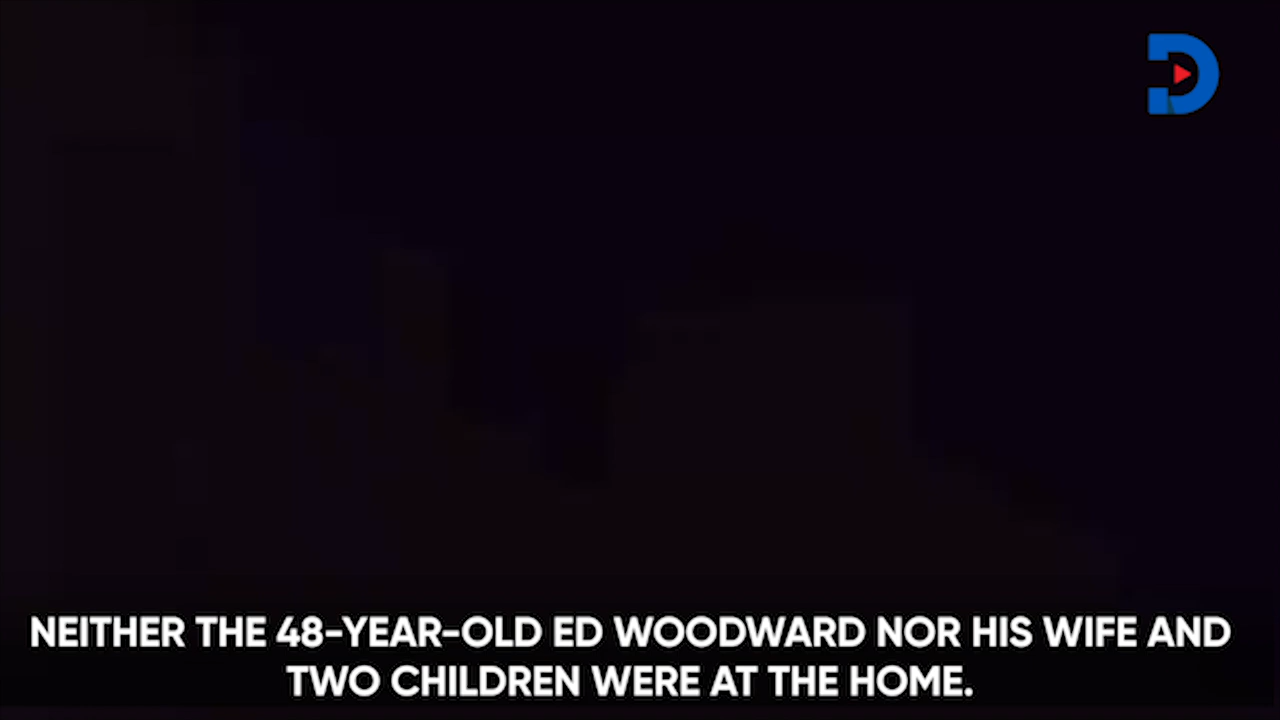 NEITHER THE 48-YEAR-OLD ED WOODWARD NOR HIS WIFE AND
TWO CHILDREN WERE AT THE HOME.